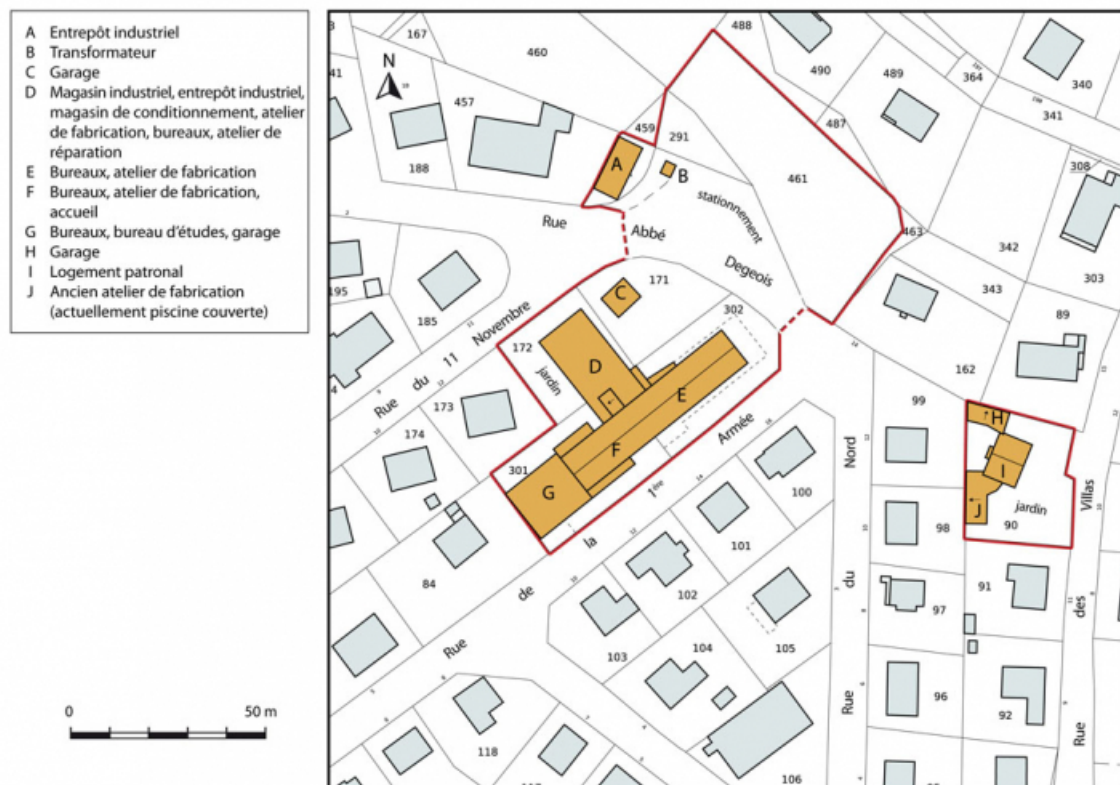 A Entrepôt industriel
B Transformateur
C Garage
D Magasin industriel, entrepôt industriel,
magasin de conditionnement, atelier
de fabrication, bureaux, atelier de
réparation
E Bureaux, atelier de fabrication
F Bureaux, atelier de fabrication,
accueil
G Bureaux, bureau d'études, garage
H Garage
I Logement patronal
J Ancien atelier de fabrication
(actuellement piscine couverte)
0 50 m
N
167
460
488
490
489
364
340
341
41
457
188
459
291
487
461
308
A
B
stationnement
463
342
303
Rue Abbé Degeois
343
195
185
171
C
302
89
162
Rue du 11 Novembre
172
jardin
D
E
173
174
99
H
I
F
301
G
Rue de la 1ère Armée
100
J
jardin
90
98
101
84
102
91
97
103
104
105
Rue du Nord
Rue des Villas
96
92
118
106